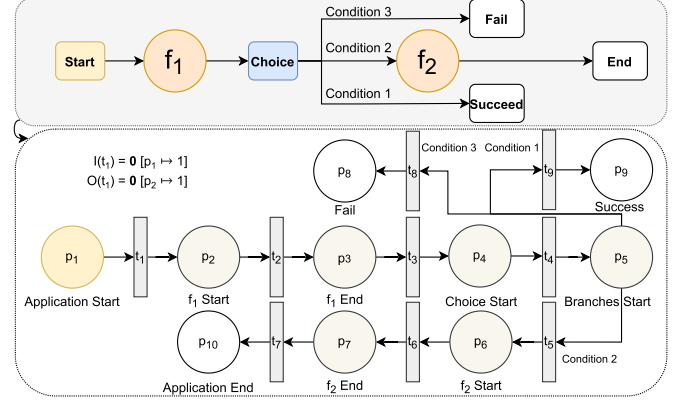 Condition 3
Fail
Start
f1
Choice
Condition 2
f2
End
Condition 1
Succeed
I(t1) = 0 [p1 ↦ 1]
O(t1) = 0 [p2 ↦ 1]
p8
t8
Condition 3
Condition 1
t9
p9
Fail
Success
p1
t1
p2
t2
p3
t3
p4
t4
p5
Application Start
f1 Start
f1 End
Choice Start
Branches Start
p10
t7
p7
t6
p6
t5
Condition 2
Application End
f2 End
f2 Start